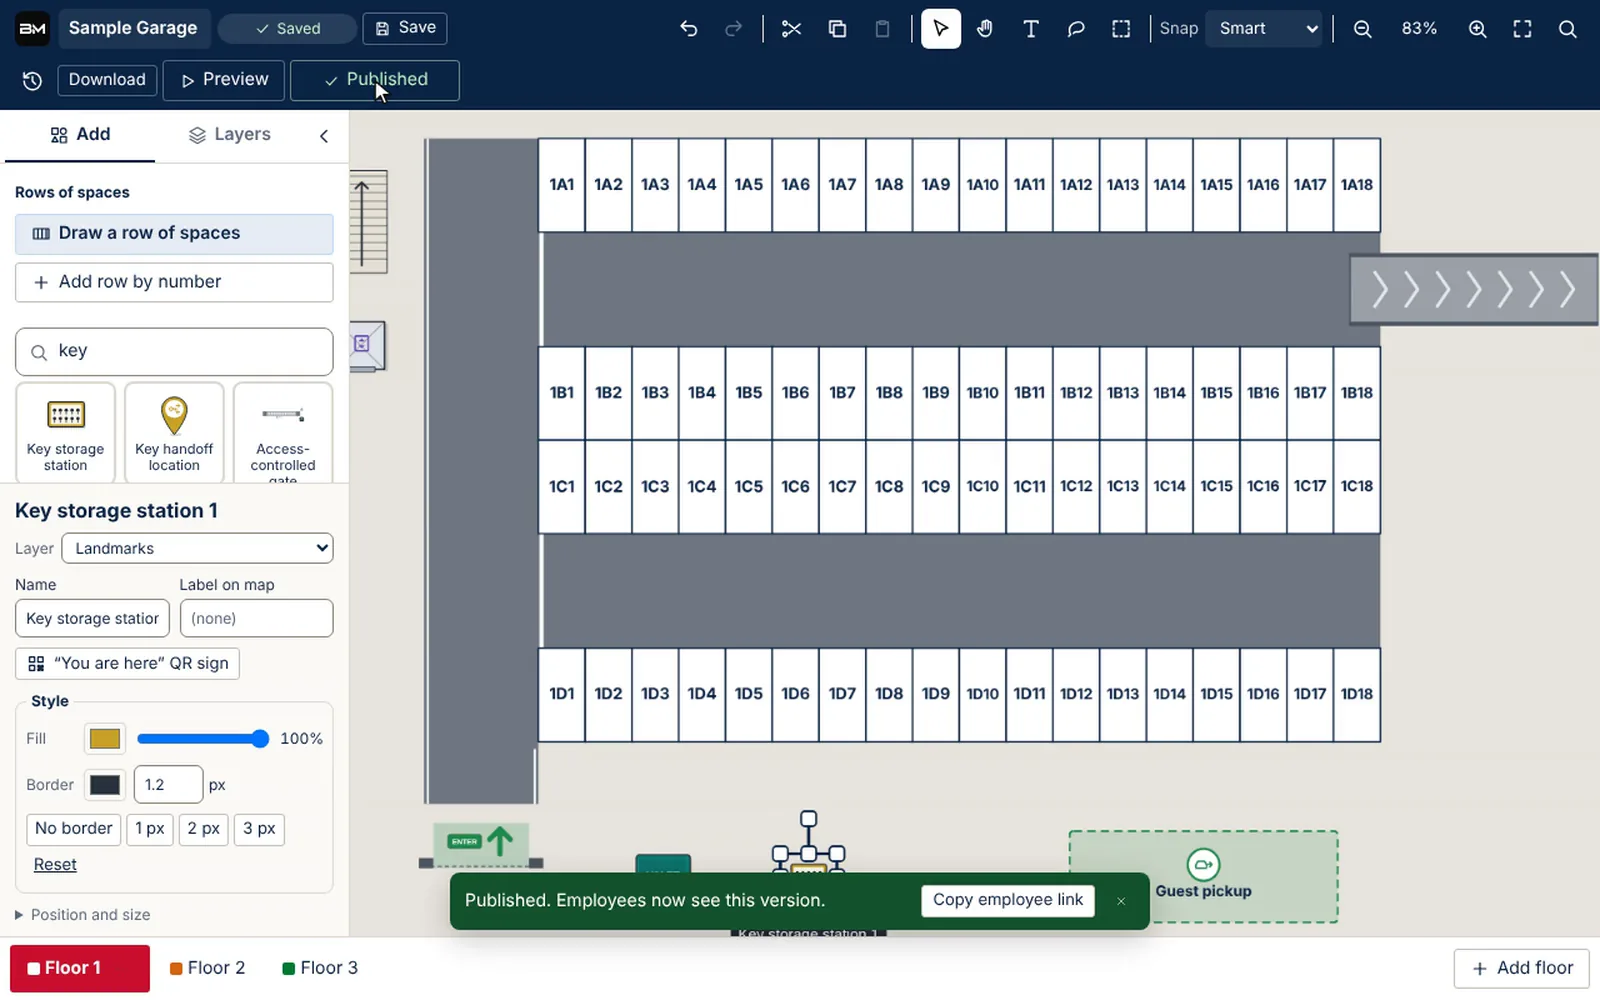 BM
Sample Garage
Saved
Save
Snap
Smart
83%
Download
Preview
Published
Add
Layers
Rows of spaces
Draw a row of spaces
Add row by number
key
Key storage station
Key handoff location
Access-controlled gate
Key storage station 1
Layer
Landmarks
Name
Label on map
Key storage station
(none)
“You are here” QR sign
Style
Fill
100%
Border
1.2
px
No border
1 px
2 px
3 px
Reset
Position and size
1A1 1A2 1A3 1A4 1A5 1A6 1A7 1A8 1A9 1A10 1A11 1A12 1A13 1A14 1A15 1A16 1A17 1A18
1B1 1B2 1B3 1B4 1B5 1B6 1B7 1B8 1B9 1B10 1B11 1B12 1B13 1B14 1B15 1B16 1B17 1B18
1C1 1C2 1C3 1C4 1C5 1C6 1C7 1C8 1C9 1C10 1C11 1C12 1C13 1C14 1C15 1C16 1C17 1C18
1D1 1D2 1D3 1D4 1D5 1D6 1D7 1D8 1D9 1D10 1D11 1D12 1D13 1D14 1D15 1D16 1D17 1D18
ENTER
Guest pickup
Published. Employees now see this version.
Copy employee link
Key storage station 1
Floor 1
Floor 2
Floor 3
Add floor